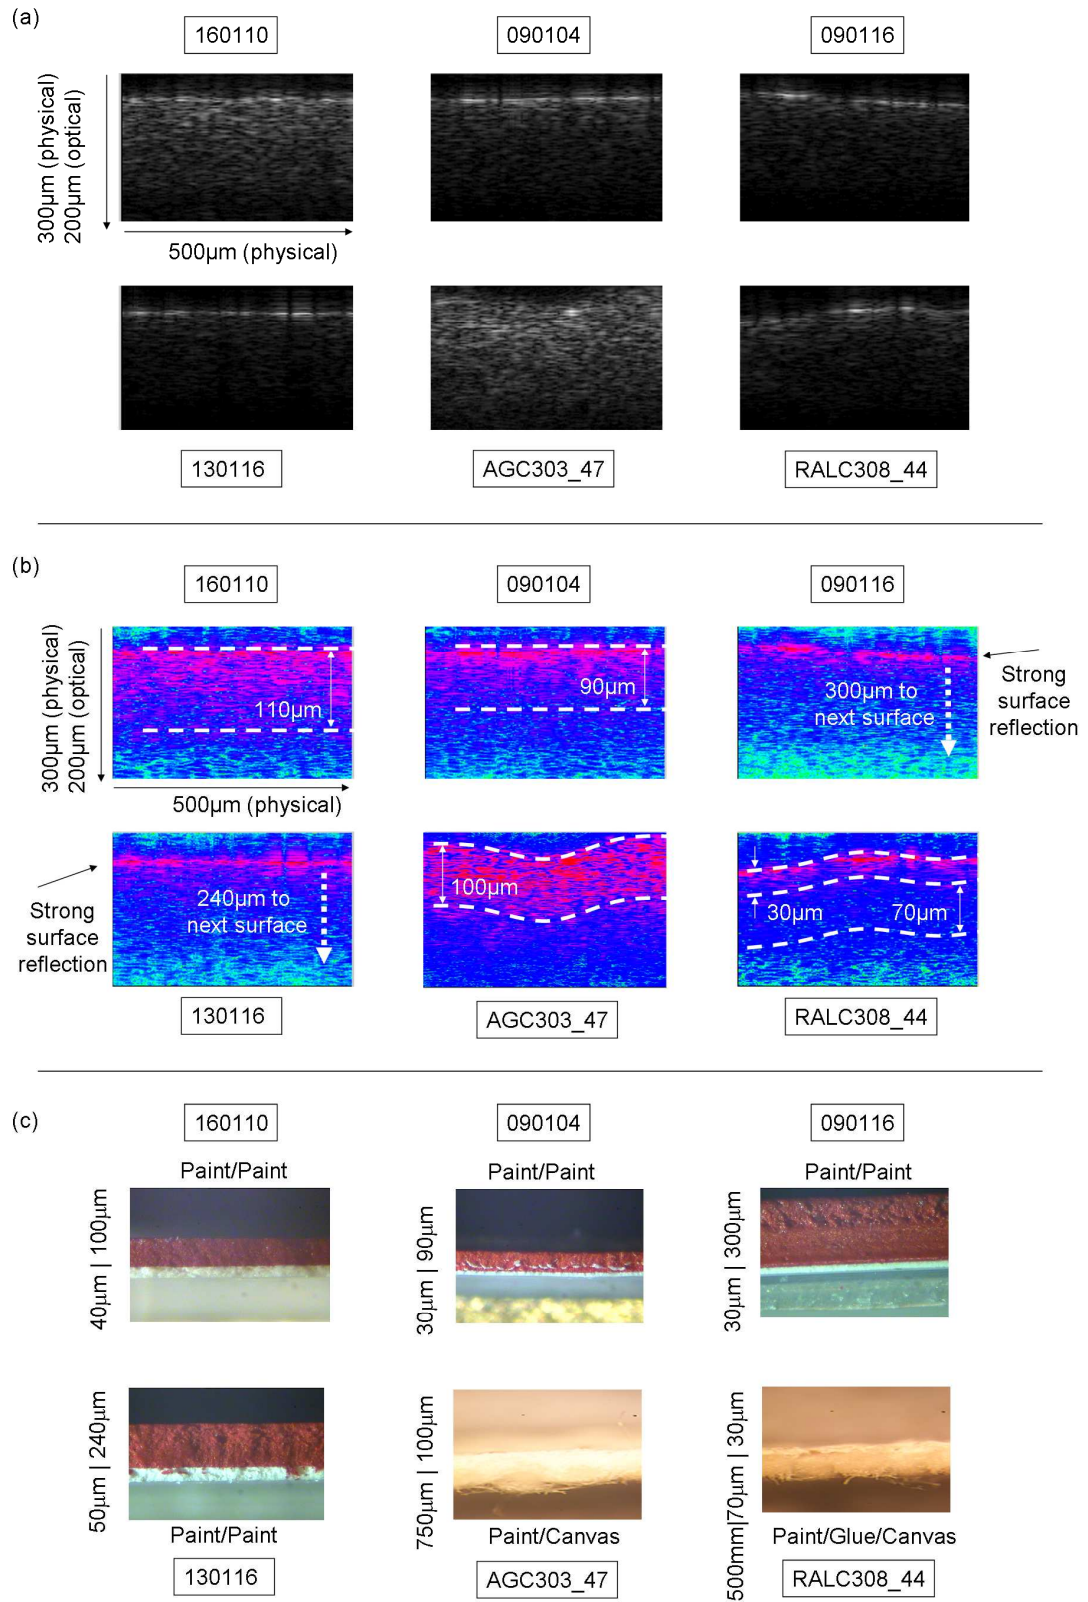 (a)
160110
090104
090116
300µm (physical)
200µm (optical)
500µm (physical)
130116
AGC303_47
RALC308_44
(b)
160110
090104
090116
300µm (physical)
200µm (optical)
110µm
90µm
300µm to
next surface
Strong
surface
reflection
500µm (physical)
Strong
surface
reflection
240µm to
next surface
100µm
30µm
70µm
130116
AGC303_47
RALC308_44
(c)
160110
090104
090116
Paint/Paint
Paint/Paint
Paint/Paint
40µm | 100µm
30µm | 90µm
30µm | 300µm
50µm | 240µm
750µm | 100µm
500mm|70µm | 30µm
Paint/Paint
Paint/Canvas
Paint/Glue/Canvas
130116
AGC303_47
RALC308_44